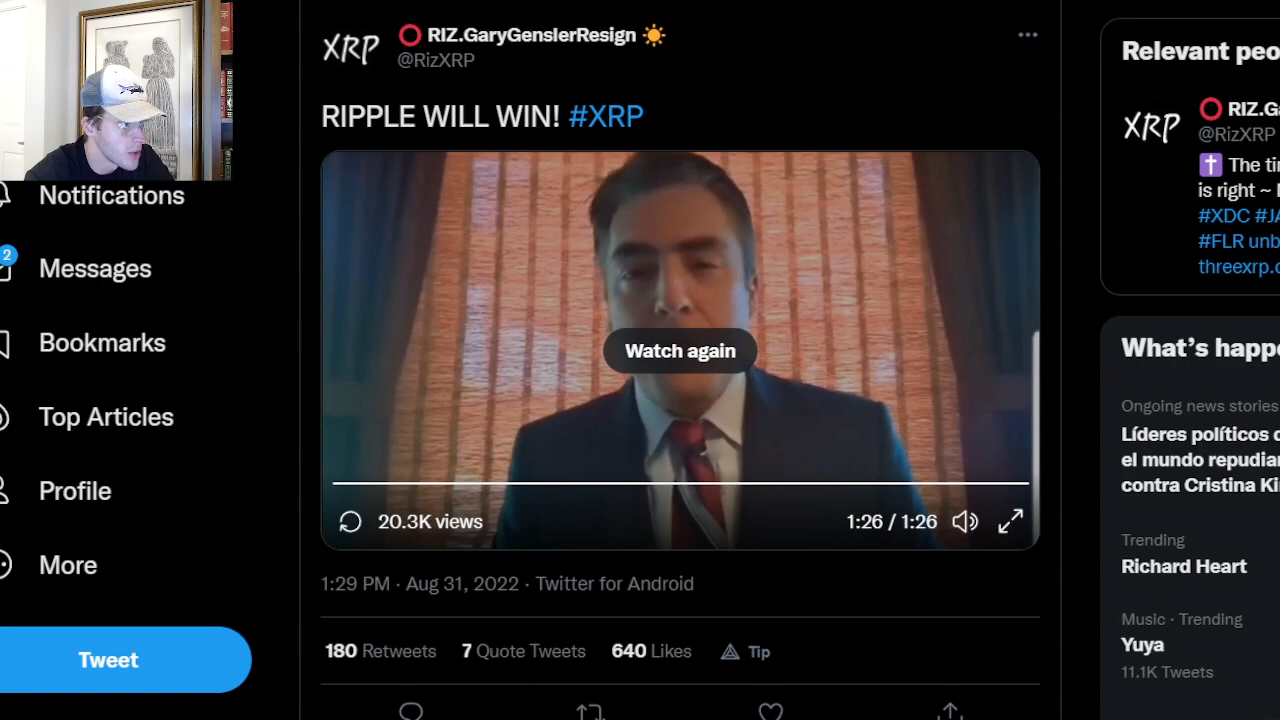 Notifications
2
Messages
Bookmarks
Top Articles
Profile
More
Tweet
XRP
RIZ.GaryGenslerResign
@RizXRP
RIPPLE WILL WIN! #XRP
Watch again
20.3K views
1:26 / 1:26
1:29 PM · Aug 31, 2022 · Twitter for Android
180 Retweets 7 Quote Tweets 640 Likes Tip
Relevant peo
XRP
RIZ.Ga
@RizXRP
The ti
is right ~
#XDC #JA
#FLR unb
threexrp.c
What's happe
Ongoing news stories
Líderes políticos
el mundo repudian
contra Cristina Ki
Trending
Richard Heart
Music · Trending
Yuya
11.1K Tweets